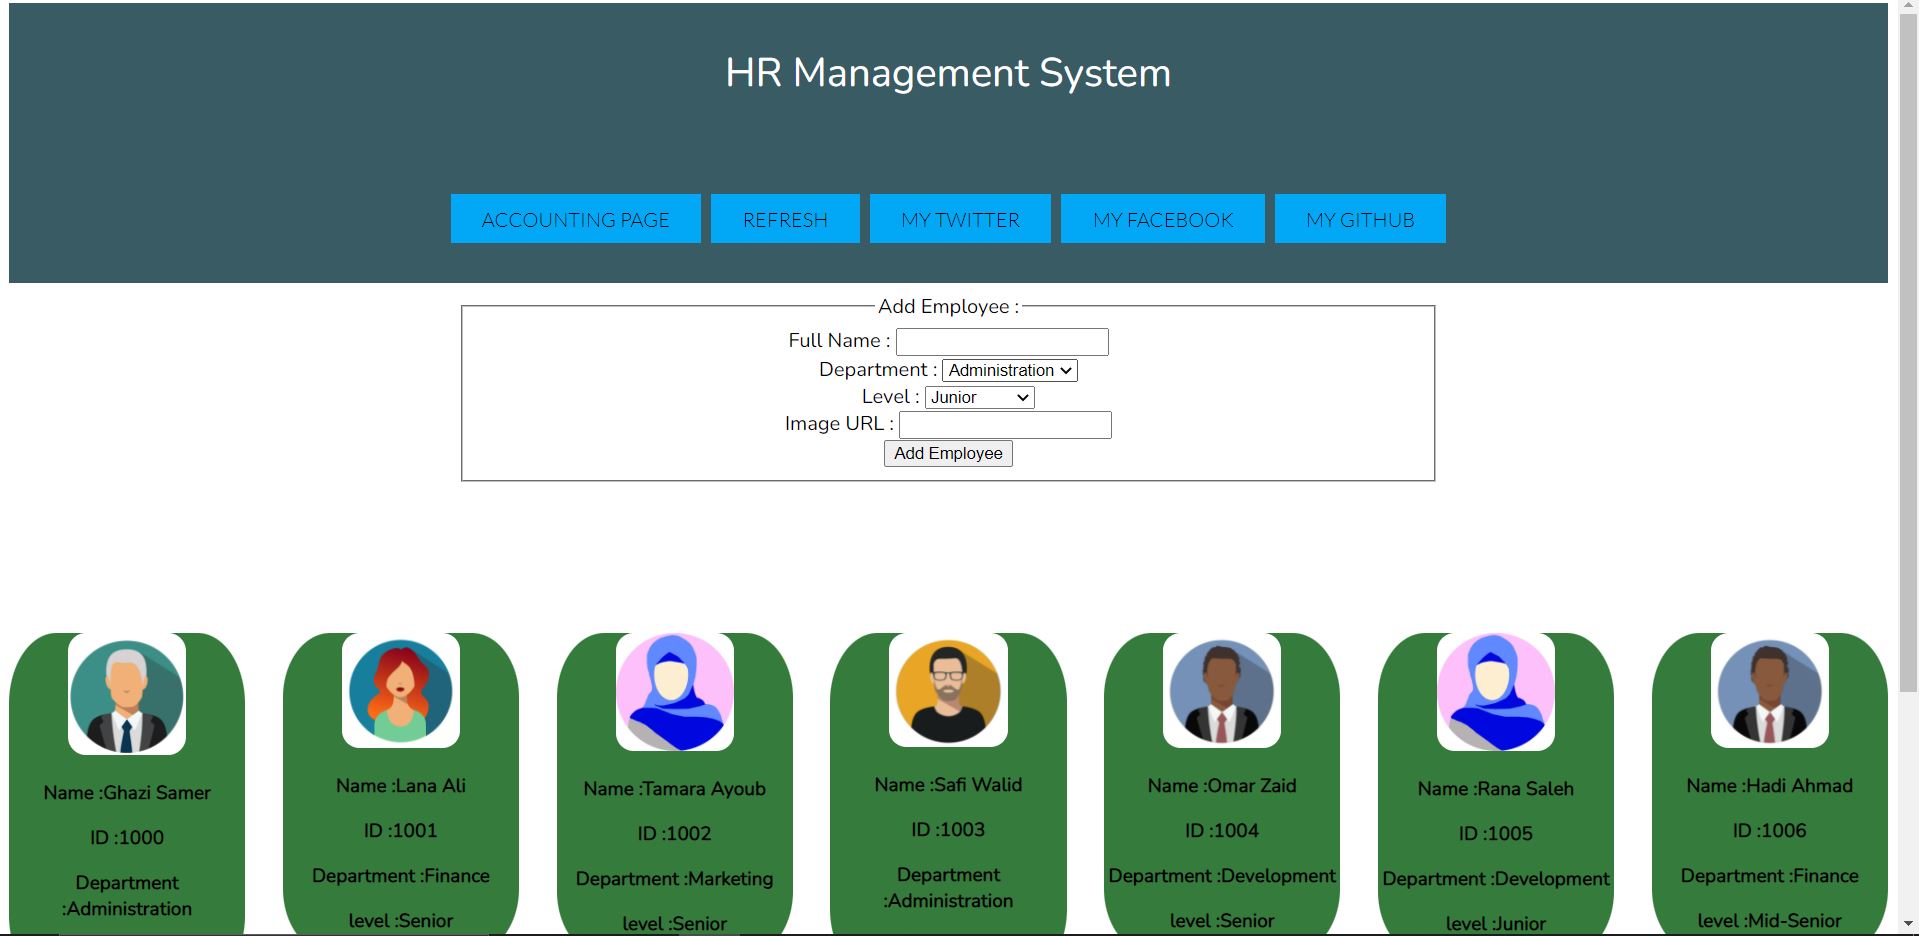 HR Management System
ACCOUNTING PAGE
REFRESH
MY TWITTER
MY FACEBOOK
MY GITHUB
Add Employee :
Full Name :
Department : Administration
Level : Junior
Image URL :
Add Employee
Name :Ghazi Samer
ID :1000
Department
:Administration
Name :Lana Ali
ID :1001
Department :Finance
level :Senior
Name :Tamara Ayoub
ID :1002
Department :Marketing
level :Senior
Name :Safi Walid
ID :1003
Department
:Administration
Name :Omar Zaid
ID :1004
Department :Development
level :Senior
Name :Rana Saleh
ID :1005
Department :Development
level :Junior
Name :Hadi Ahmad
ID :1006
Department :Finance
level :Mid-Senior